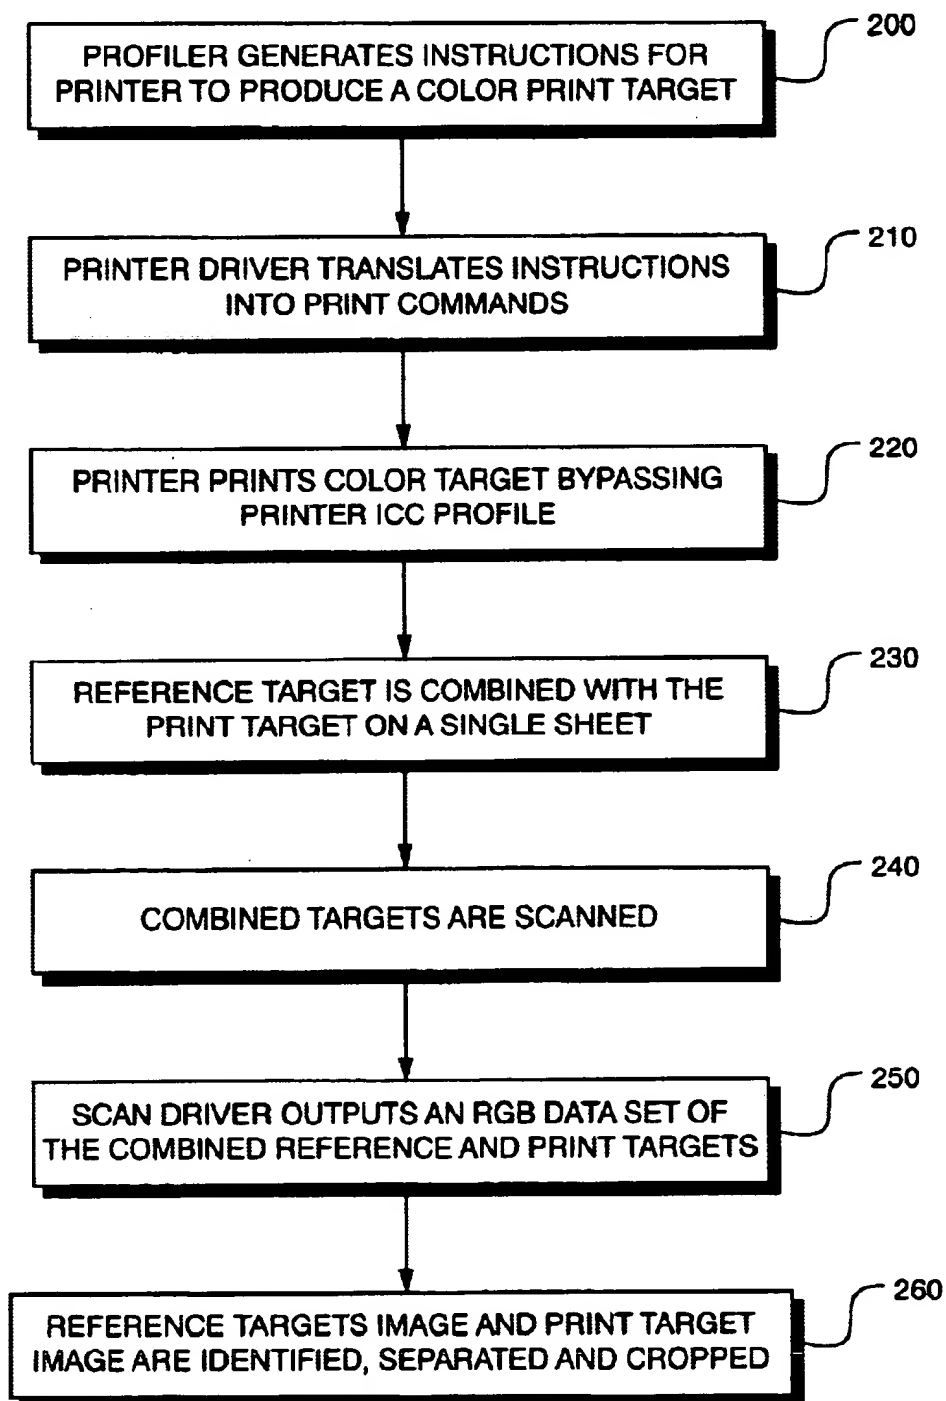 200
PROFILER GENERATES INSTRUCTIONS FOR
PRINTER TO PRODUCE A COLOR PRINT TARGET
210
PRINTER DRIVER TRANSLATES INSTRUCTIONS
INTO PRINT COMMANDS
220
PRINTER PRINTS COLOR TARGET BYPASSING
PRINTER ICC PROFILE
230
REFERENCE TARGET IS COMBINED WITH THE
PRINT TARGET ON A SINGLE SHEET
240
COMBINED TARGETS ARE SCANNED
250
SCAN DRIVER OUTPUTS AN RGB DATA SET OF
THE COMBINED REFERENCE AND PRINT TARGETS
260
REFERENCE TARGETS IMAGE AND PRINT TARGET
IMAGE ARE IDENTIFIED, SEPARATED AND CROPPED